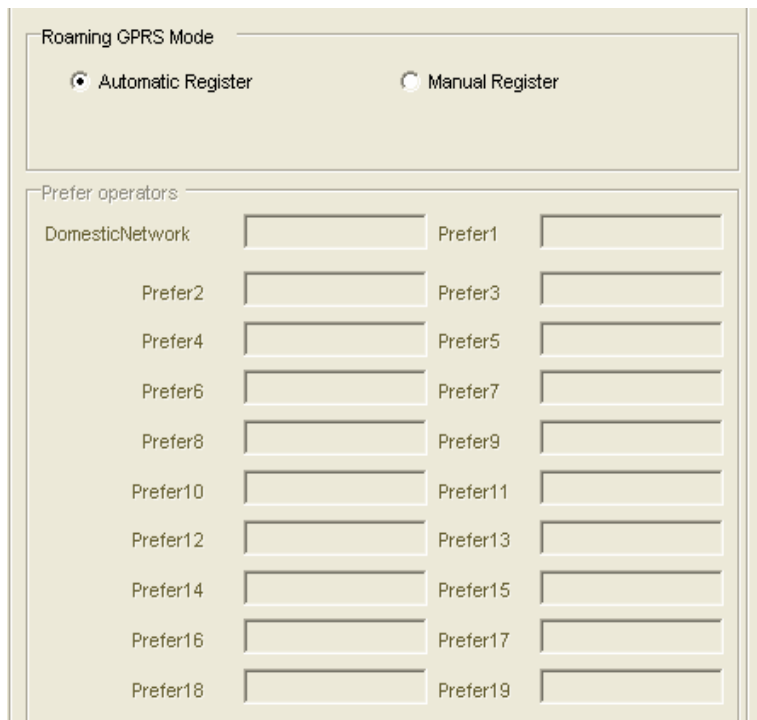 Roaming GPRS Mode
Automatic Register Manual Register
Prefer operators
DomesticNetwork Prefer1
Prefer2 Prefer3
Prefer4 Prefer5
Prefer6 Prefer7
Prefer8 Prefer9
Prefer10 Prefer11
Prefer12 Prefer13
Prefer14 Prefer15
Prefer16 Prefer17
Prefer18 Prefer19